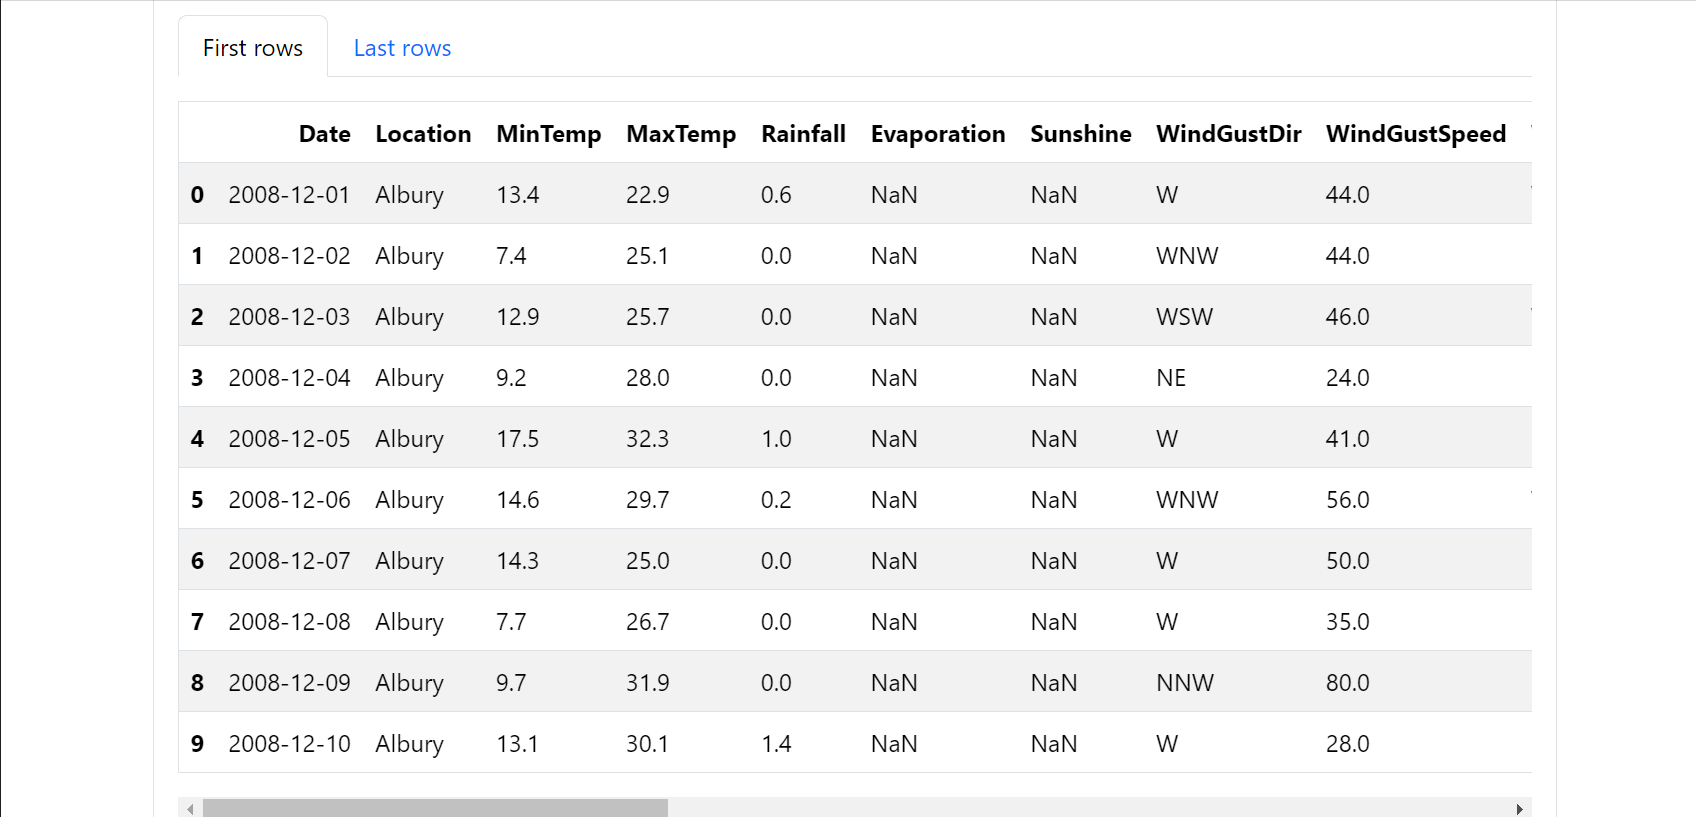 First rows Last rows
Date Location MinTemp MaxTemp Rainfall Evaporation Sunshine WindGustDir WindGustSpeed
0 2008-12-01 Albury 13.4 22.9 0.6 NaN NaN W 44.0
1 2008-12-02 Albury 7.4 25.1 0.0 NaN NaN WNW 44.0
2 2008-12-03 Albury 12.9 25.7 0.0 NaN NaN WSW 46.0
3 2008-12-04 Albury 9.2 28.0 0.0 NaN NaN NE 24.0
4 2008-12-05 Albury 17.5 32.3 1.0 NaN NaN W 41.0
5 2008-12-06 Albury 14.6 29.7 0.2 NaN NaN WNW 56.0
6 2008-12-07 Albury 14.3 25.0 0.0 NaN NaN W 50.0
7 2008-12-08 Albury 7.7 26.7 0.0 NaN NaN W 35.0
8 2008-12-09 Albury 9.7 31.9 0.0 NaN NaN NNW 80.0
9 2008-12-10 Albury 13.1 30.1 1.4 NaN NaN W 28.0